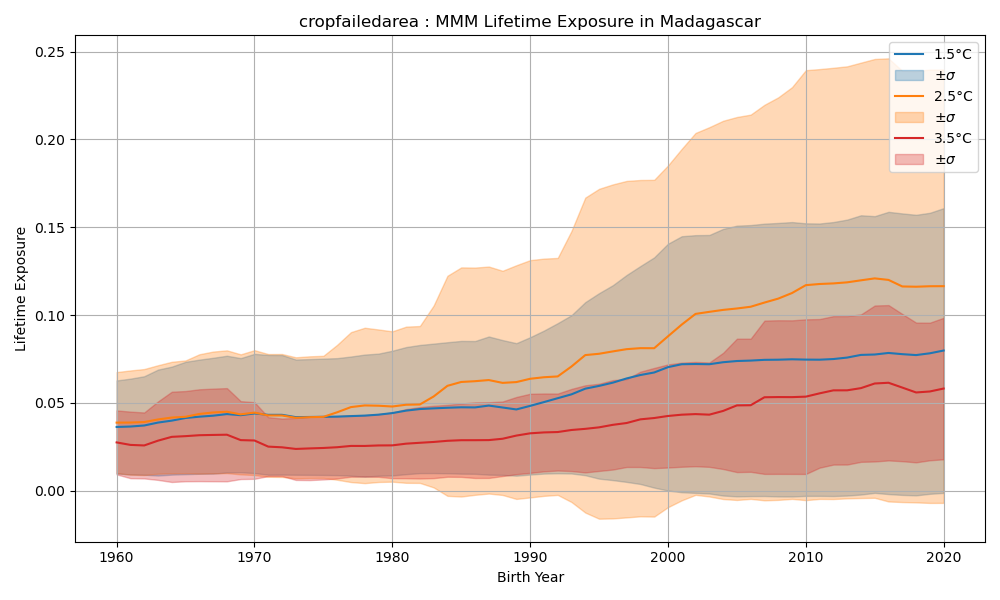 cropfailedarea : MMM Lifetime Exposure in Madagascar
0.25
0.20
0.15
0.10
0.05
0.00
Lifetime Exposure
1.5°C
±σ
2.5°C
±σ
3.5°C
±σ
1960 1970 1980 1990 2000 2010 2020
Birth Year